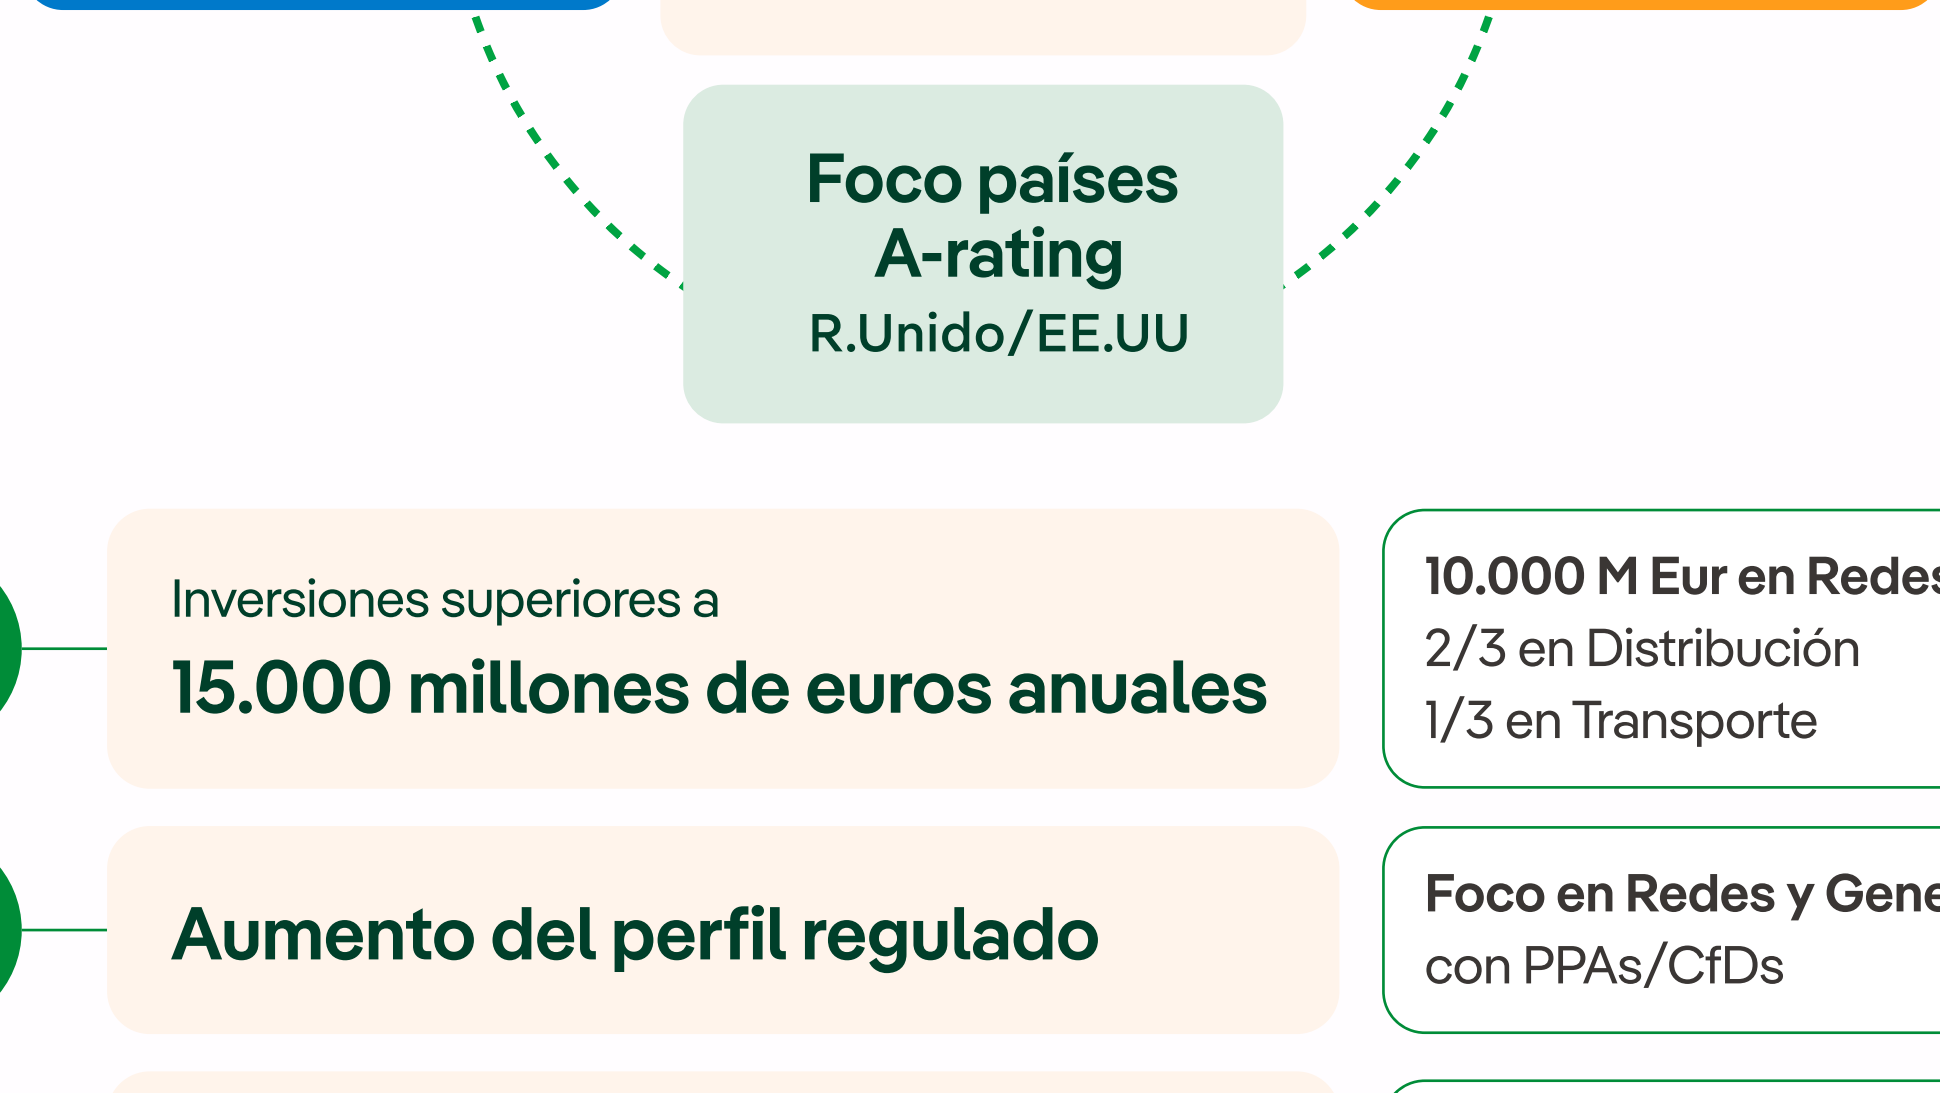 Foco países
A-rating
R.Unido/EE.UU
Inversiones superiores a
15.000 millones de euros anuales
10.000 M Eur en Redes
2/3 en Distribución
1/3 en Transporte
Aumento del perfil regulado
Foco en Redes y
con PPAs/CfDs